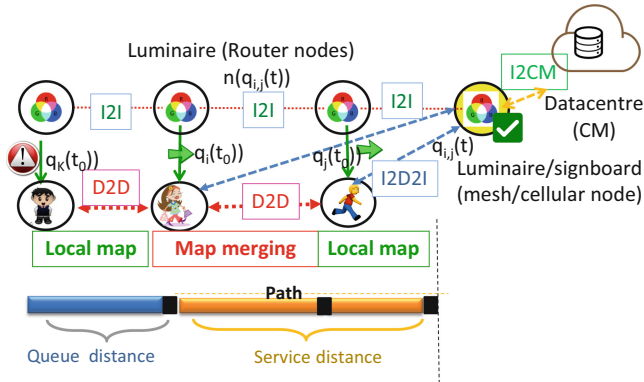 Luminaire (Router nodes)
n(q_{i,j}(t))
I2I
I2I
I2I
I2CM
Datacentre
(CM)
R
G
B
R
G
B
R
G
B
R
G
B
q_K(t_0))
q_i(t_0))
q_j(t_0))
q_{i,j}(t)
Luminaire/signboard
(mesh/cellular node)
D2D
D2D
I2D2I
Local map
Map merging
Local map
Path
Queue distance
Service distance